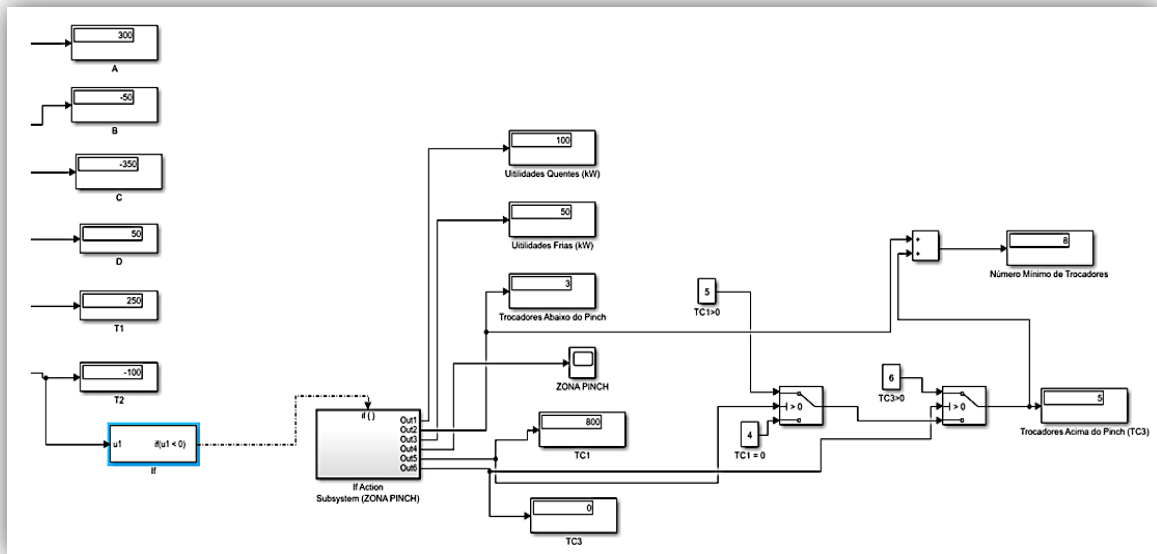 300
A
-50
B
-350
C
50
D
250
T1
-100
T2
u1 if(u1 < 0)
If
if { }
Out1
Out2
Out3
Out4
Out5
Out6
If Action
Subsystem (ZONA PINCH)
100
Uitilidades Quentes (kW)
50
Uitilidades Frias (kW)
3
Trocadores Abaixo do Pinch
ZONA PINCH
800
TC1
0
TC3
5
TC1>0
4
TC1 = 0
> 0
6
TC3>0
> 0
+
+
8
Número Mínimo de Trocadores
5
Trocadores Acima do Pinch (TC3)